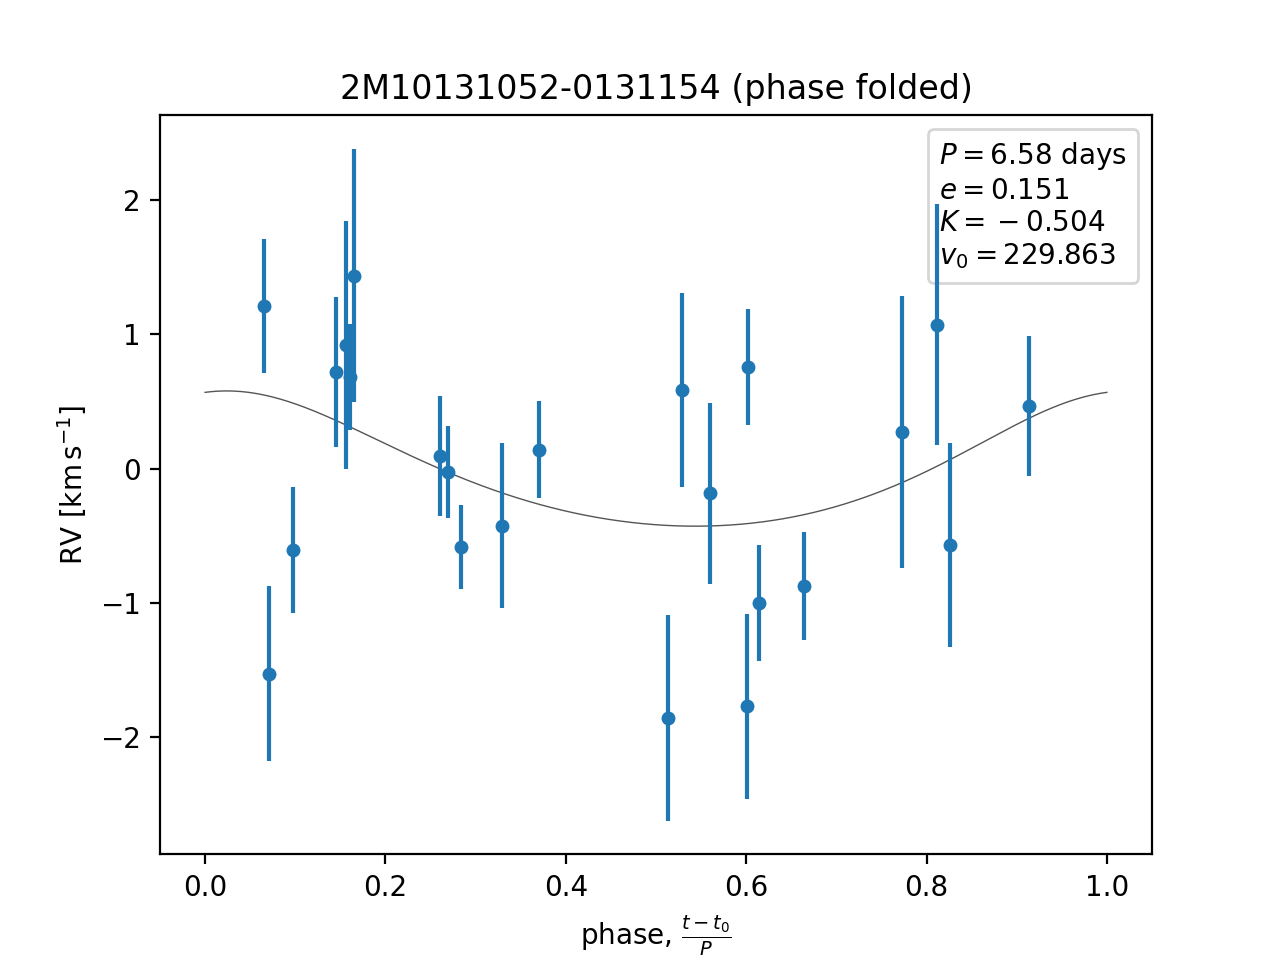 2M10131052-0131154 (phase folded)
P = 6.58 days
e = 0.151
K = −0.504
v₀ = 229.863
RV [km s⁻¹]
2
1
0
−1
−2
0.0 0.2 0.4 0.6 0.8 1.0
phase, (t − t₀)/P